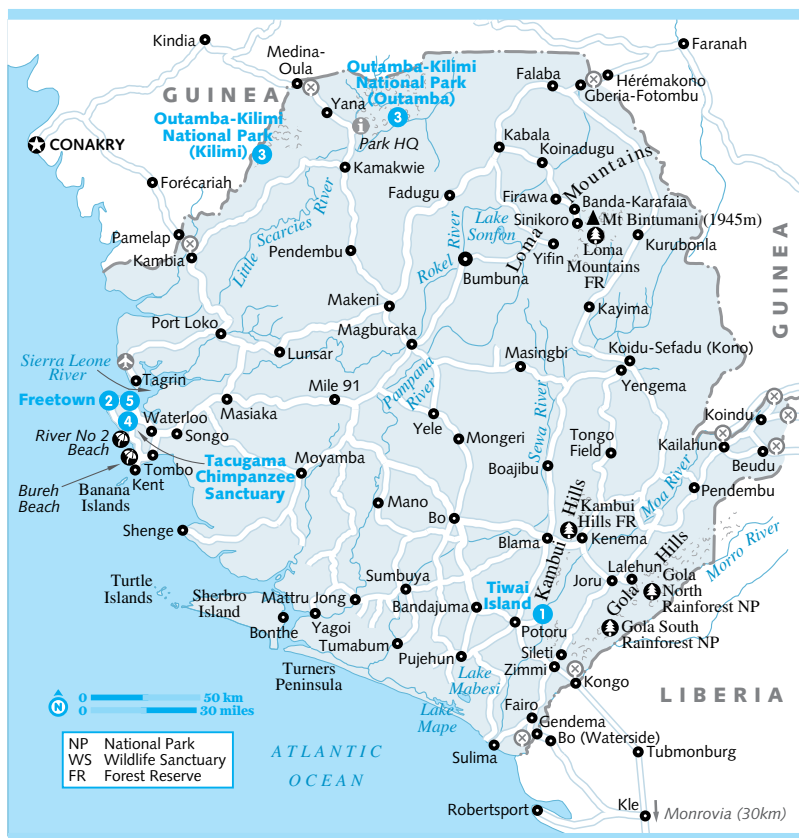 Kindia
Faranah
Medina-
Oula
Outamba-Kilimi
National Park
(Outamba)
3
Falaba
Hérémakono
Gberia-Fotombu
GUINEA
Yana
Outamba-Kilimi
National Park
(Kilimi) 3
i
Park HQ
CONAKRY
Kabala
Koinadugu
Kamakwie
Forécariah
Fadugu
Firawa
Loma Mountains
Banda-Karafaia
Mt Bintumani (1945m)
Sinikoro
Lake
Sonfon
Loma
Mountains
FR
Kurubonla
Yifin
Pamelap
Kambia
Little Scarcies River
Pendembu
Rokel River
Bumbuna
GUINEA
Makeni
Kayima
Port Loko
Magburaka
Lunsar
Masingbi
Koidu-Sefadu (Kono)
Yengema
Sierra Leone
River
Tagrin
Mile 91
Pampana
River
Freetown 2 5
4
Masiaka
Waterloo
Songo
Yele
Sewa River
Koindu
River No 2
Beach
Mongeri
Tongo
Field
Kailahun
Tacugama
Chimpanzee
Sanctuary
Moyamba
Boajibu
Moa River
Beudu
Bureh
Beach
Tombo
Kent
Banana
Islands
Pendembu
Mano
Bo
Kambui
Hills FR
Shenge
Blama
Kenema
Kambui Hills
Morro River
Turtle
Islands
Sherbro
Island
Mattru Jong
Sumbuya
Tiwai
Island
1
Joru
Lalehun
Gola Hills
Gola
North
Rainforest NP
Bandajuma
Bonthe
Yagoi
Potoru
Gola South
Rainforest NP
Tumabum
Pujehun
Sileti
Zimmi
Turners
Peninsula
Lake
Mabesi
Kongo
LIBERIA
N
0 50 km
0 30 miles
Lake
Mape
Fairo
Gendema
Bo (Waterside)
Tubmonburg
Sulima
NP National Park
WS Wildlife Sanctuary
FR Forest Reserve
ATLANTIC
OCEAN
Robertsport
Kle
Monrovia (30km)